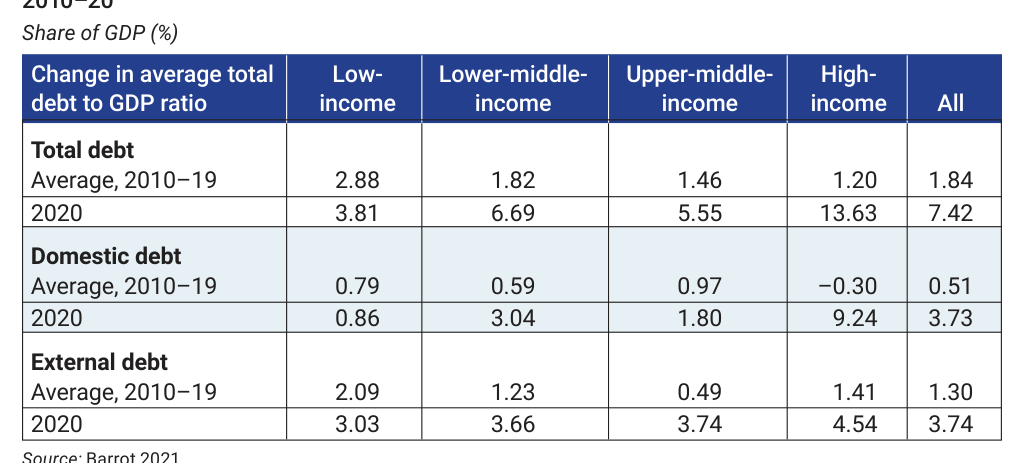 2010–20
Share of GDP (%)
Change in average total debt to GDP ratio Low-income Lower-middle-income Upper-middle-income High-income All
Total debt
Average, 2010–19 2.88 1.82 1.46 1.20 1.84
2020 3.81 6.69 5.55 13.63 7.42
Domestic debt
Average, 2010–19 0.79 0.59 0.97 –0.30 0.51
2020 0.86 3.04 1.80 9.24 3.73
External debt
Average, 2010–19 2.09 1.23 0.49 1.41 1.30
2020 3.03 3.66 3.74 4.54 3.74
Source: Barrot 2021